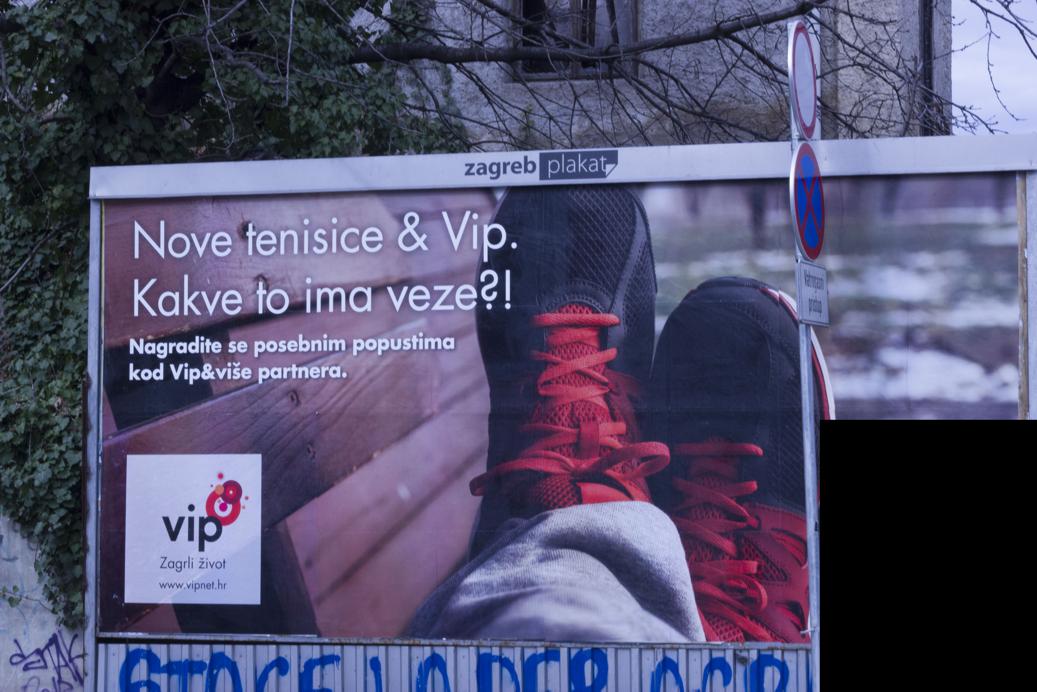 zagreb plakat
Nove tenisice & Vip.
Kakve to ima veze?!
Nagradite se posebnim popustima
kod Vip&više partnera.
vip
Zagrli život
www.vipnet.hr